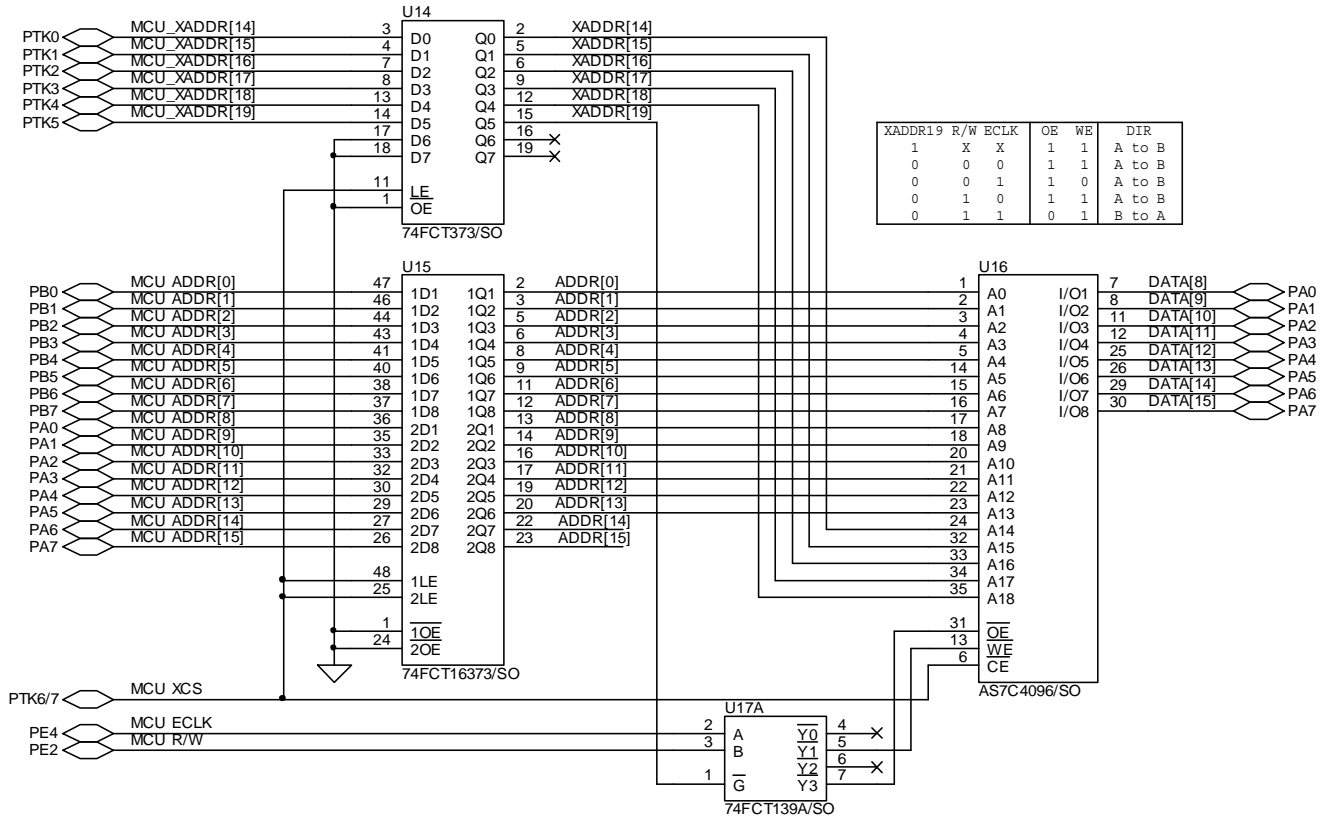 U14
PTK0 MCU_XADDR[14] 3 D0 Q0 2 XADDR[14]
PTK1 MCU_XADDR[15] 4 D1 Q1 5 XADDR[15]
PTK2 MCU_XADDR[16] 7 D2 Q2 6 XADDR[16]
PTK3 MCU_XADDR[17] 8 D3 Q3 9 XADDR[17]
PTK4 MCU_XADDR[18] 13 D4 Q4 12 XADDR[18]
PTK5 MCU_XADDR[19] 14 D5 Q5 15 XADDR[19]
17 D6 Q6 16
18 D7 Q7 19
11 LE
1 OE
74FCT373/SO
XADDR19 R/W ECLK OE WE DIR
1 X X 1 1 A to B
0 0 0 1 1 A to B
0 0 1 1 0 A to B
0 1 0 1 1 A to B
0 1 1 0 1 B to A
U15
PB0 MCU ADDR[0] 47 1D1 1Q1 2 ADDR[0]
PB1 MCU ADDR[1] 46 1D2 1Q2 3 ADDR[1]
PB2 MCU ADDR[2] 44 1D3 1Q3 5 ADDR[2]
PB3 MCU ADDR[3] 43 1D4 1Q4 6 ADDR[3]
PB4 MCU ADDR[4] 41 1D5 1Q5 8 ADDR[4]
PB5 MCU ADDR[5] 40 1D6 1Q6 9 ADDR[5]
PB6 MCU ADDR[6] 38 1D7 1Q7 11 ADDR[6]
PB7 MCU ADDR[7] 37 1D8 1Q8 12 ADDR[7]
PA0 MCU ADDR[8] 36 2D1 2Q1 13 ADDR[8]
PA1 MCU ADDR[9] 35 2D2 2Q2 14 ADDR[9]
PA2 MCU ADDR[10] 33 2D3 2Q3 16 ADDR[10]
PA3 MCU ADDR[11] 32 2D4 2Q4 17 ADDR[11]
PA4 MCU ADDR[12] 30 2D5 2Q5 19 ADDR[12]
PA5 MCU ADDR[13] 29 2D6 2Q6 20 ADDR[13]
PA6 MCU ADDR[14] 27 2D7 2Q7 22 ADDR[14]
PA7 MCU ADDR[15] 26 2D8 2Q8 23 ADDR[15]
48 1LE
25 2LE
1 1OE
24 2OE
74FCT16373/SO
U16
1 A0 I/O1 7 DATA[8] PA0
2 A1 I/O2 8 DATA[9] PA1
3 A2 I/O3 11 DATA[10] PA2
4 A3 I/O4 12 DATA[11] PA3
5 A4 I/O5 25 DATA[12] PA4
14 A5 I/O6 26 DATA[13] PA5
15 A6 I/O7 29 DATA[14] PA6
16 A7 I/O8 30 DATA[15] PA7
17 A8
18 A9
20 A10
21 A11
22 A12
23 A13
24 A14
32 A15
33 A16
34 A17
35 A18
31 OE
13 WE
6 CE
AS7C4096/SO
PTK6/7 MCU XCS
PE4 MCU ECLK
PE2 MCU R/W
U17A
2 A Y0 4
3 B Y1 5
Y2 6
1 G Y3 7
74FCT139A/SO